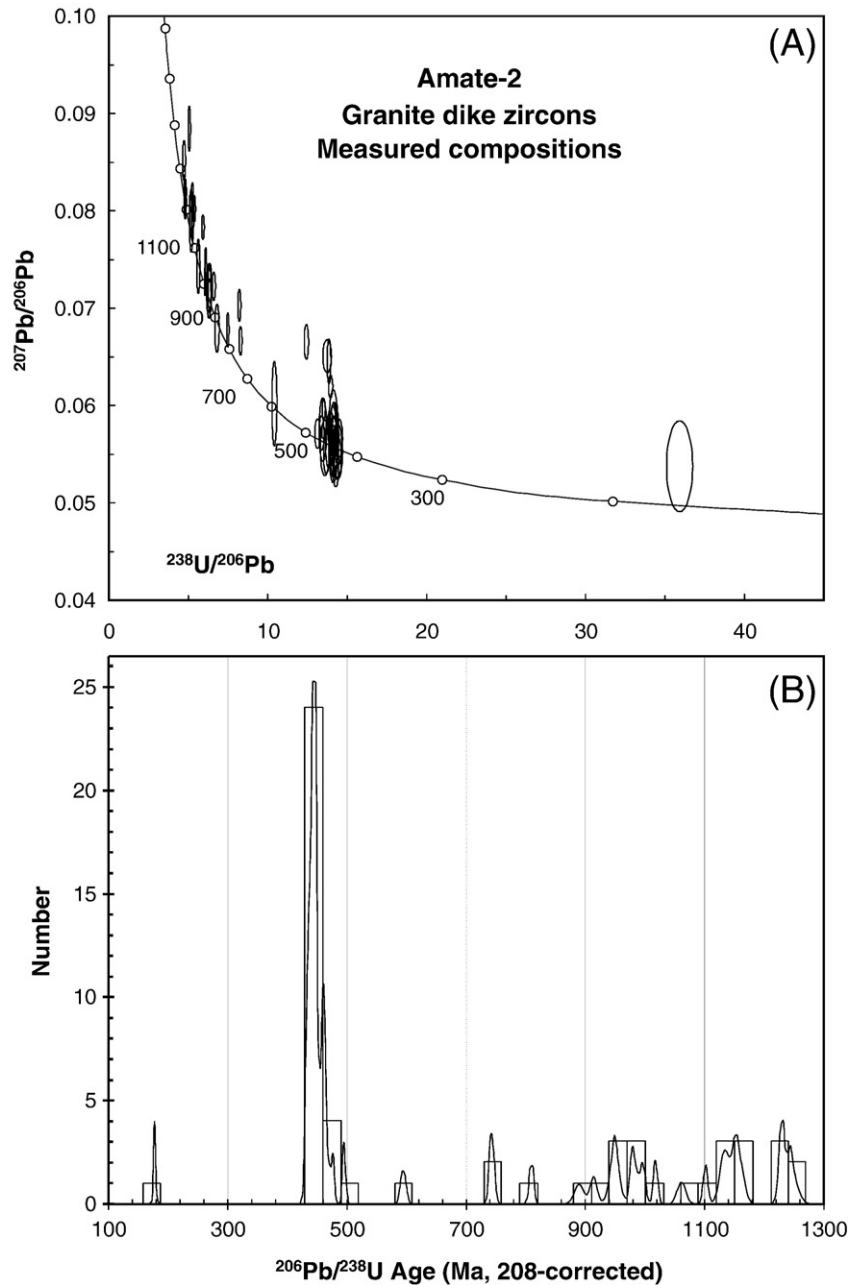 (A)
Amate-2
Granite dike zircons
Measured compositions
²⁰⁷Pb/²⁰⁶Pb
0.10
0.09
0.08
0.07
0.06
0.05
0.04
1100
900
700
500
300
²³⁸U/²⁰⁶Pb
0 10 20 30 40
(B)
Number
25
20
15
10
5
0
100 300 500 700 900 1100 1300
²⁰⁶Pb/²³⁸U Age (Ma, 208-corrected)